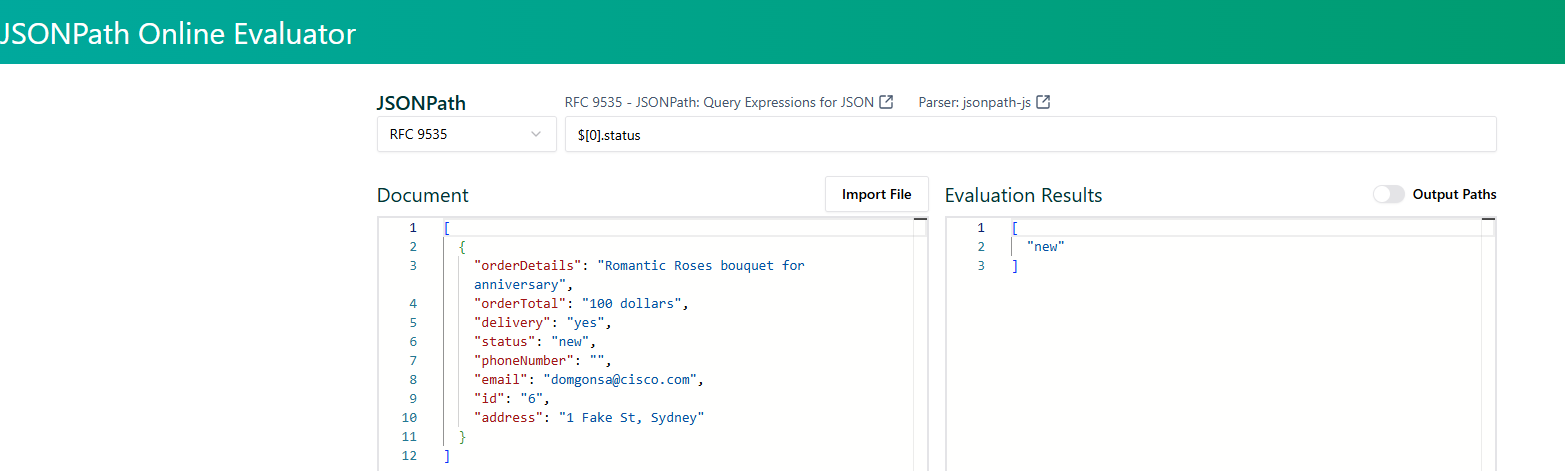 JSONPath Online Evaluator
JSONPath
RFC 9535 - JSONPath: Query Expressions for JSON
Parser: jsonpath-js
RFC 9535
$[0].status
Document
Import File
1 [
2 {
3 "orderDetails": "Romantic Roses bouquet for
anniversary",
4 "orderTotal": "100 dollars",
5 "delivery": "yes",
6 "status": "new",
7 "phoneNumber": "",
8 "email": "domgonsa@cisco.com",
9 "id": "6",
10 "address": "1 Fake St, Sydney"
11 }
12 ]
Evaluation Results
Output Paths
1 [
2 "new"
3 ]